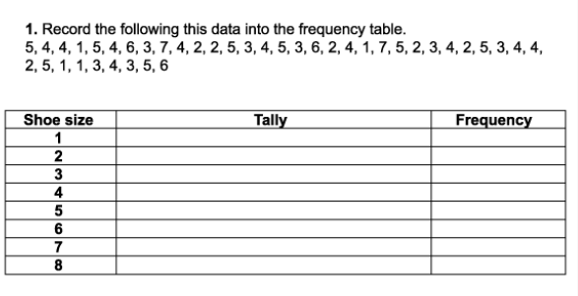 1. Record the following this data into the frequency table.
5, 4, 4, 1, 5, 4, 6, 3, 7, 4, 2, 2, 5, 3, 4, 5, 3, 6, 2, 4, 1, 7, 5, 2, 3, 4, 2, 5, 3, 4, 4,
2, 5, 1, 1, 3, 4, 3, 5, 6
Shoe size Tally Frequency
1
2
3
4
5
6
7
8